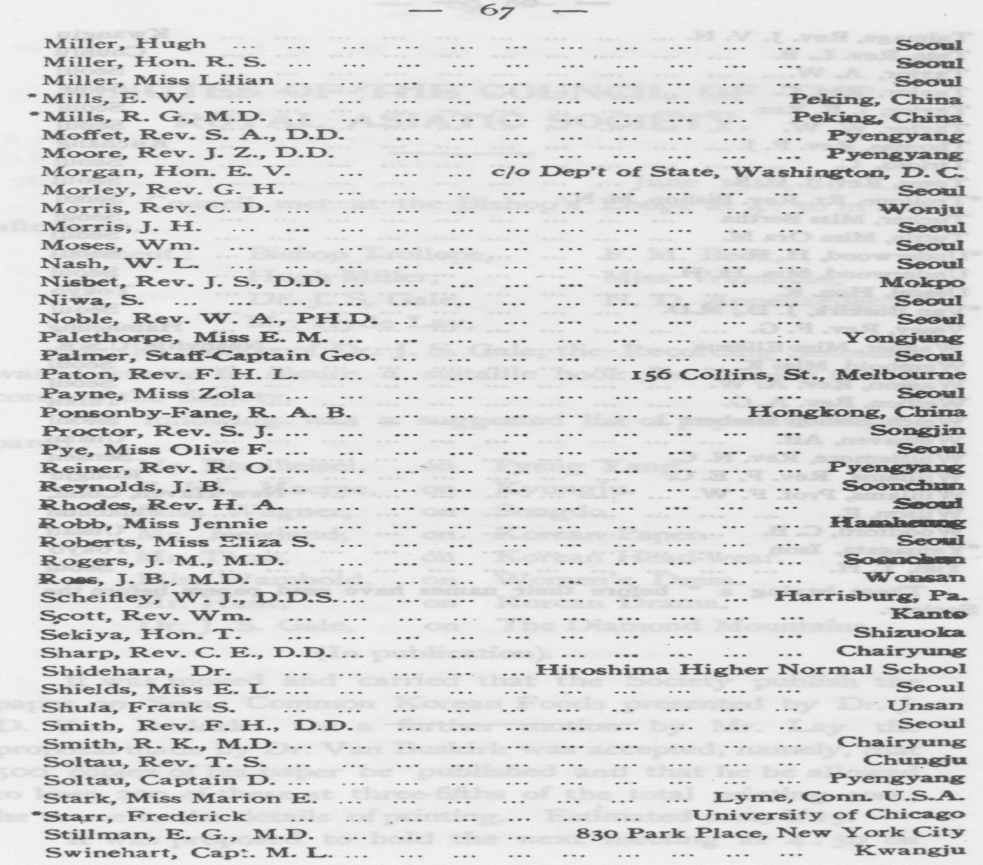 — 67 —
Miller, Hugh ... Seoul
Miller, Hon. R. S. ... Seoul
Miller, Miss Lilian ... Seoul
*Mills, E. W. ... Peking, China
*Mills, R. G., M.D. ... Peking, China
Moffet, Rev. S. A., D.D. ... Pyengyang
Moore, Rev. J. Z., D.D. ... Pyengyang
Morgan, Hon. E. V. ... c/o Dep't of State, Washington, D. C.
Morley, Rev. G. H. ... Seoul
Morris, Rev. C. D. ... Wonju
Morris, J. H. ... Seoul
Moses, Wm. ... Seoul
Nash, W. L. ... Seoul
Nisbet, Rev. J. S., D.D. ... Mokpo
Niwa, S. ... Seoul
Noble, Rev. W. A., PH.D. ... Seoul
Palethorpe, Miss E. M. ... Yongjung
Palmer, Staff-Captain Geo. ... Seoul
Paton, Rev. F. H. L. ... 156 Collins, St., Melbourne
Payne, Miss Zola ... Seoul
Ponsonby-Fane, R. A. B. ... Hongkong, China
Proctor, Rev. S. J. ... Songjin
Pye, Miss Olive F. ... Seoul
Reiner, Rev. R. O. ... Pyengyang
Reynolds, J. B. ... Seonchun
Rhodes, Rev. H. A. ... Seoul
Robb, Miss Jennie ... Hamheung
Roberts, Miss Eliza S. ... Seoul
Rogers, J. M., M.D. ... Soonchun
Ross, J. B., M.D. ... Wonsan
Scheifley, W. J., D.D.S. ... Harrisburg, Pa.
Scott, Rev. Wm. ... Kando
Sekiya, Hon. T. ... Shizuoka
Sharp, Rev. C. E., D.D. ... Chairyung
Shidehara, Dr. ... Hiroshima Higher Normal School
Shields, Miss E. L. ... Seoul
Shula, Frank S. ... Unsan
Smith, Rev. F. H., D.D. ... Seoul
Smith, R. K., M.D. ... Chairyung
Soltau, Rev. T. S. ... Chungju
Sylau, Captain D. ... Pyengyang
Stark, Miss Marion E. ... Lyme, Conn. U.S.A.
*Starr, Frederick ... University of Chicago
Stillman, E. G., M.D. ... 830 Park Place, New York City
Swinehart, Capt. M. L. ... Kwangju